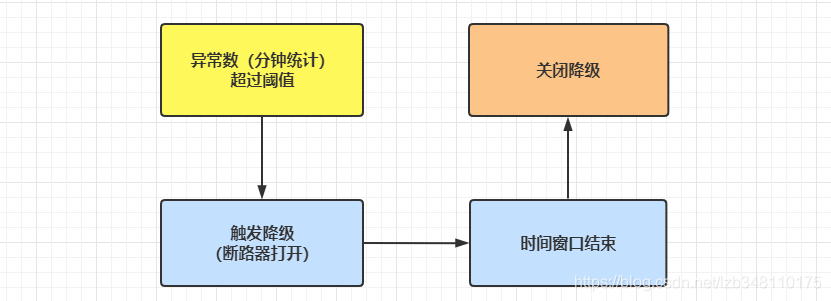 异常数（分钟统计）
超过阈值
关闭降级
触发降级
（断路器打开）
时间窗口结束
https://blog.csdn.net/lzb348110175